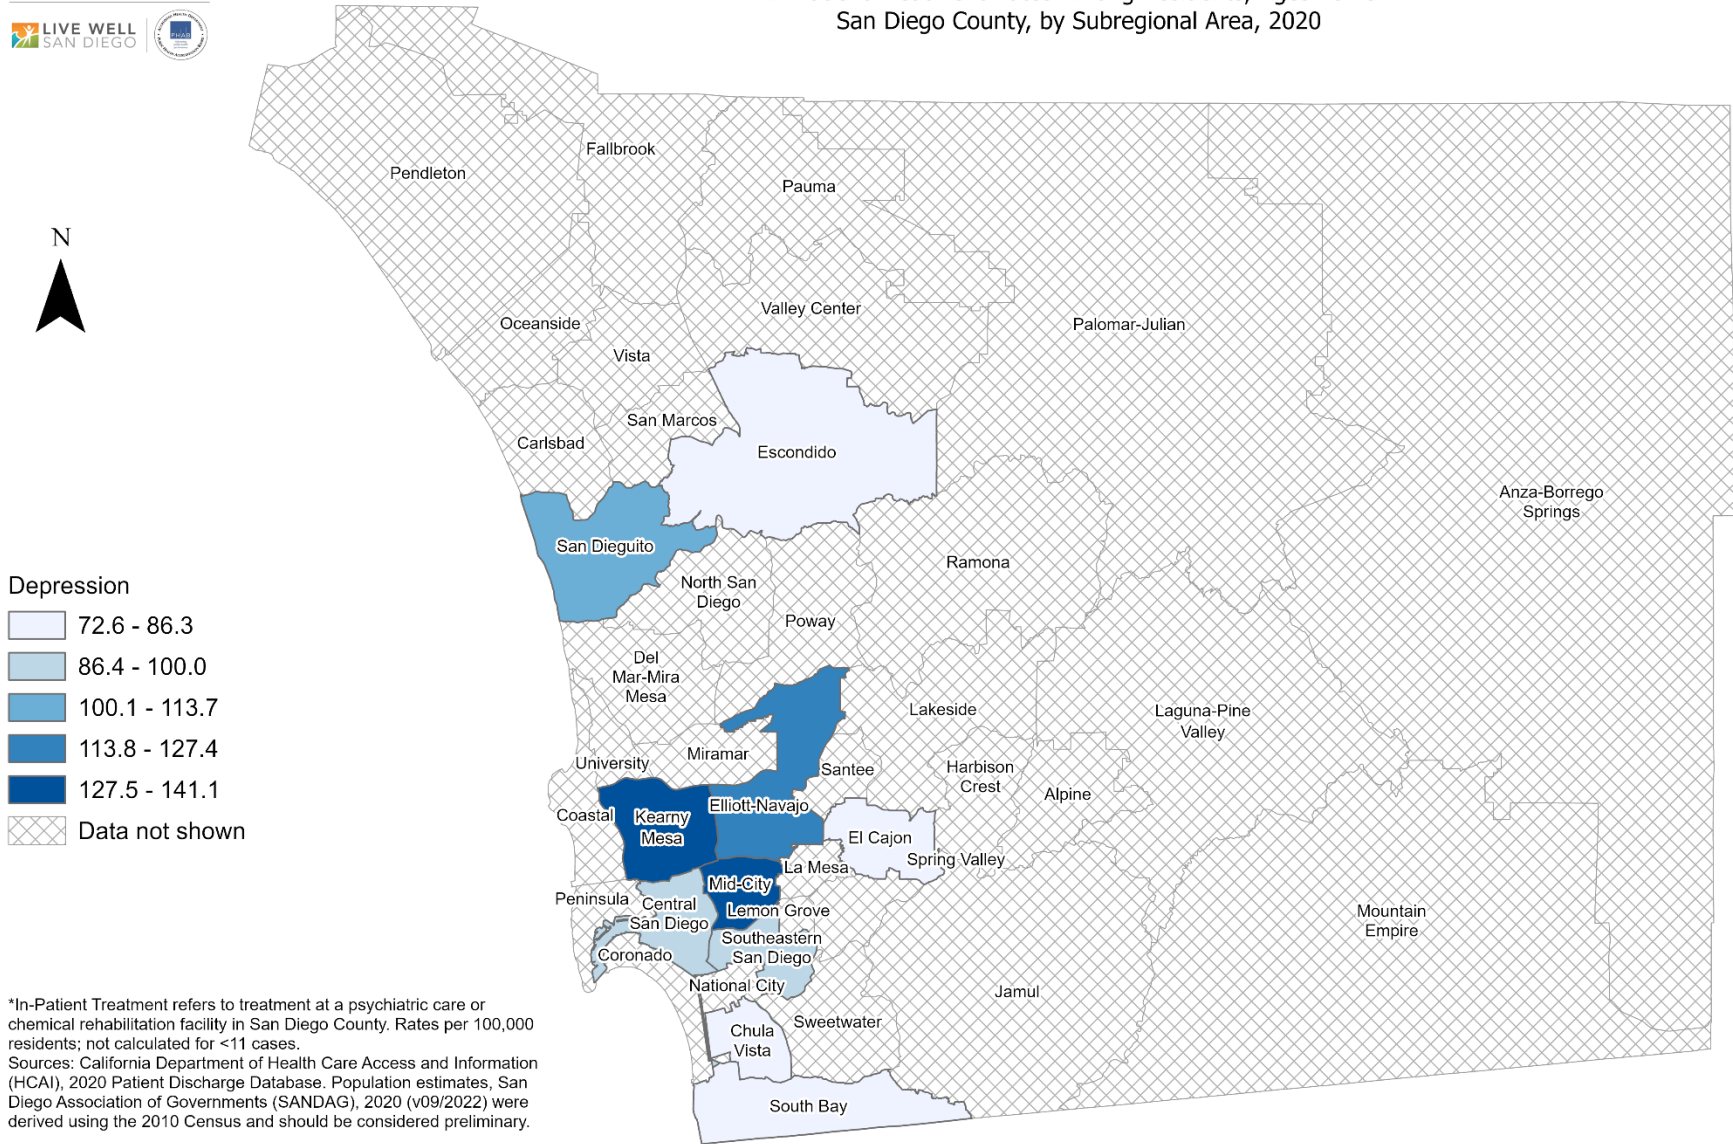 San Diego County, by Subregional Area, 2020
LIVE WELL
SAN DIEGO
PHAB
N
Fallbrook
Pendleton
Pauma
Valley Center
Oceanside
Palomar-Julian
Vista
San Marcos
Carlsbad
Escondido
Anza-Borrego
Springs
San Dieguito
Ramona
North San
Diego
Poway
Del
Mar-Mira
Mesa
Lakeside
Laguna-Pine
Valley
Miramar
University
Santee
Harbison
Crest
Alpine
Elliott-Navajo
Coastal
Kearny
Mesa
El Cajon
Spring Valley
La Mesa
Mid-City
Peninsula
Central
San Diego
Lemon Grove
Mountain
Empire
Southeastern
San Diego
Coronado
National City
Jamul
Sweetwater
Chula
Vista
South Bay
Depression
72.6 - 86.3
86.4 - 100.0
100.1 - 113.7
113.8 - 127.4
127.5 - 141.1
Data not shown
*In-Patient Treatment refers to treatment at a psychiatric care or
chemical rehabilitation facility in San Diego County. Rates per 100,000
residents; not calculated for <11 cases.
Sources: California Department of Health Care Access and Information
(HCAI), 2020 Patient Discharge Database. Population estimates, San
Diego Association of Governments (SANDAG), 2020 (v09/2022) were
derived using the 2010 Census and should be considered preliminary.